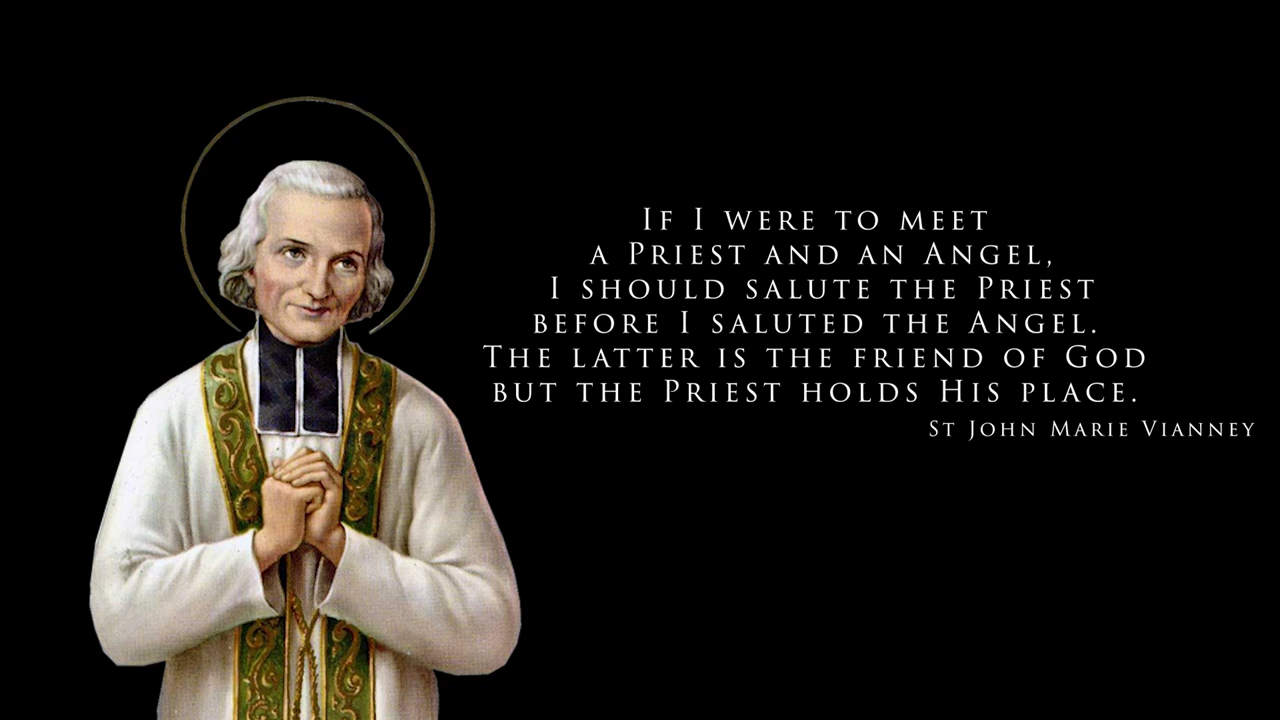 If I were to meet
a Priest and an Angel,
I should salute the Priest
before I saluted the Angel.
The latter is the friend of God
but the Priest holds His place.
St John Marie Vianney